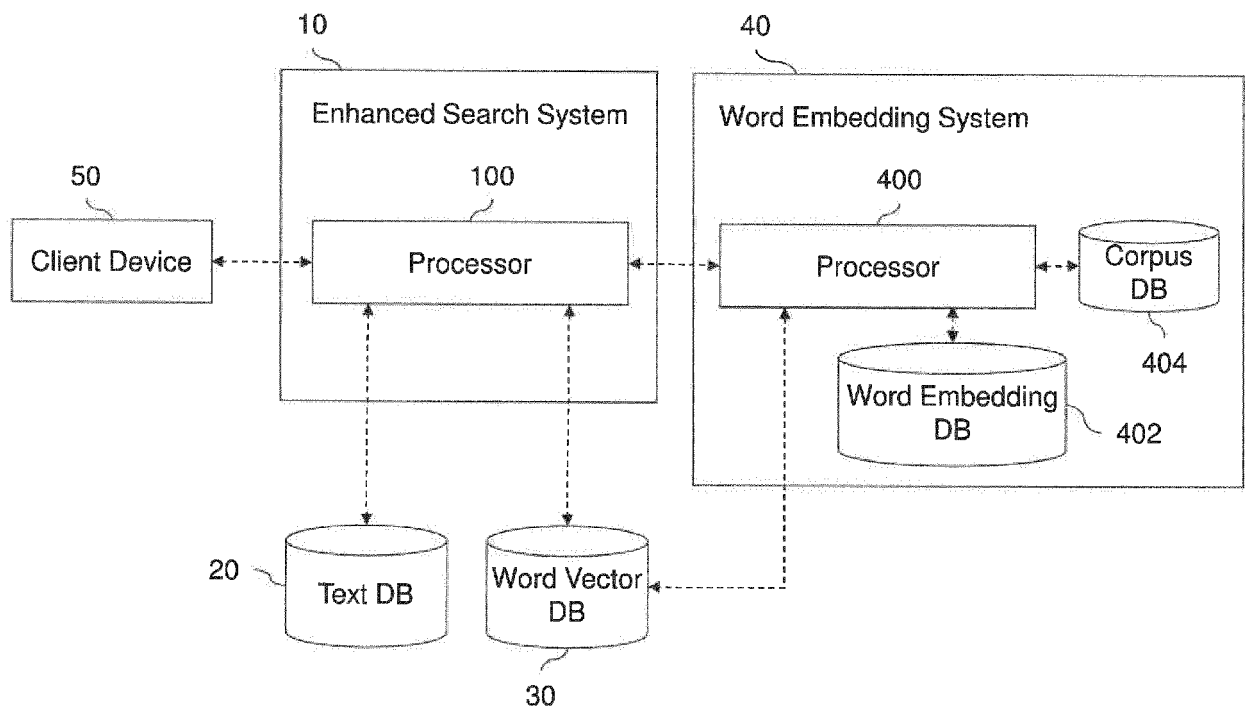 10
40
Enhanced Search System
Word Embedding System
50
100
400
Client Device
Processor
Processor
Corpus
DB
404
Word Embedding
DB
402
20
Text DB
Word Vector
DB
30